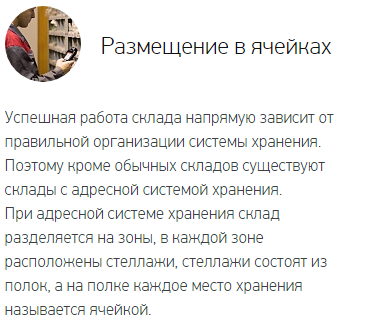 Размещение в ячейках
Успешная работа склада напрямую зависит от
правильной организации системы хранения.
Поэтому кроме обычных складов существуют
склады с адресной системой хранения.
При адресной системе хранения склад
разделяется на зоны, в каждой зоне
расположены стеллажи, стеллажи состоят из
полок, а на полке каждое место хранения
называется ячейкой.